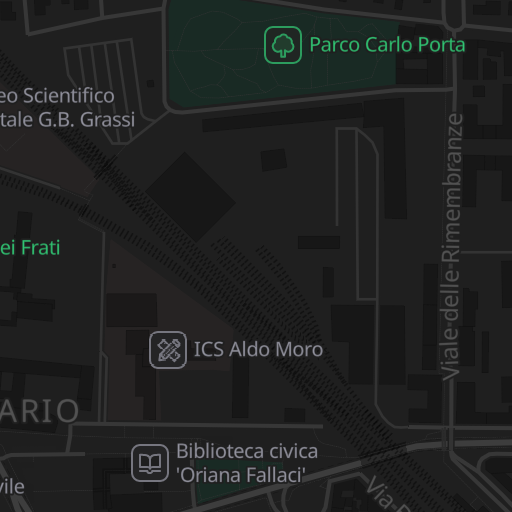 Parco Carlo Porta
eo Scientifico
tale G.B. Grassi
Viale delle Rimembranze
ei Frati
ICS Aldo Moro
ARIO
Biblioteca civica
'Oriana Fallaci'
vile
Via